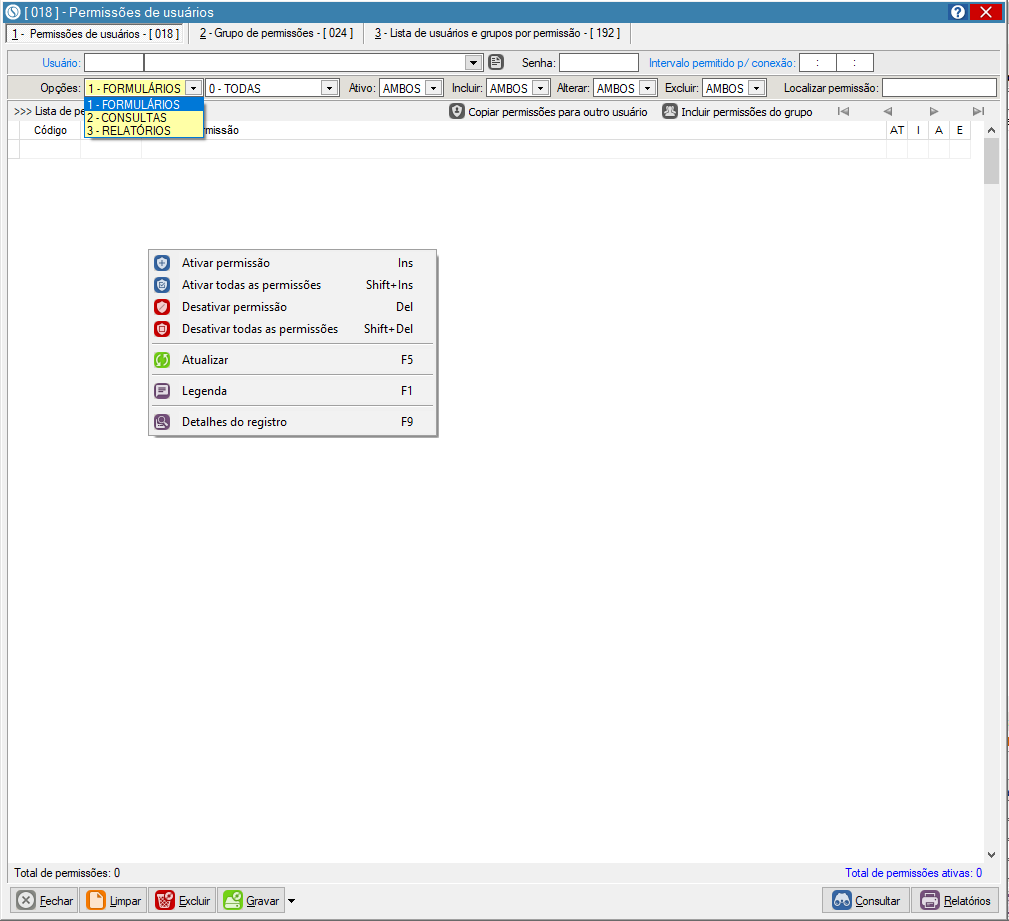 [ 018 ] - Permissões de usuários
1 - Permissões de usuários - [ 018 ] 2 - Grupo de permissões - [ 024 ] 3 - Lista de usuários e grupos por permissão - [ 192 ]
Usuário: Senha: Intervalo permitido p/ conexão: : :
Opções: 1 - FORMULÁRIOS 0 - TODAS Ativo: AMBOS Incluir: AMBOS Alterar: AMBOS Excluir: AMBOS Localizar permissão:
1 - FORMULÁRIOS
2 - CONSULTAS
3 - RELATÓRIOS
>>> Lista de pe Copiar permissões para outro usuário Incluir permissões do grupo
Código missão AT I A E
Ativar permissão Ins
Ativar todas as permissões Shift+Ins
Desativar permissão Del
Desativar todas as permissões Shift+Del
Atualizar F5
Legenda F1
Detalhes do registro F9
Total de permissões: 0 Total de permissões ativas: 0
Fechar Limpar Excluir Gravar Consultar Relatórios